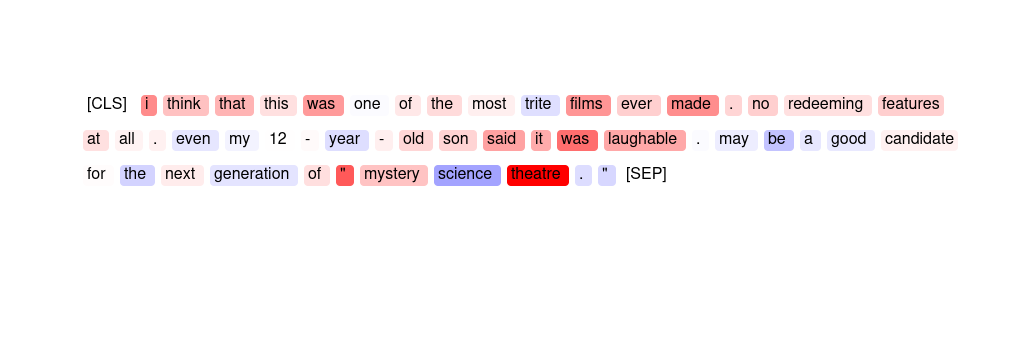 [CLS] i think that this was one of the most trite films ever made . no redeeming features
at all . even my 12 - year - old son said it was laughable . may be a good candidate
for the next generation of " mystery science theatre . " [SEP]